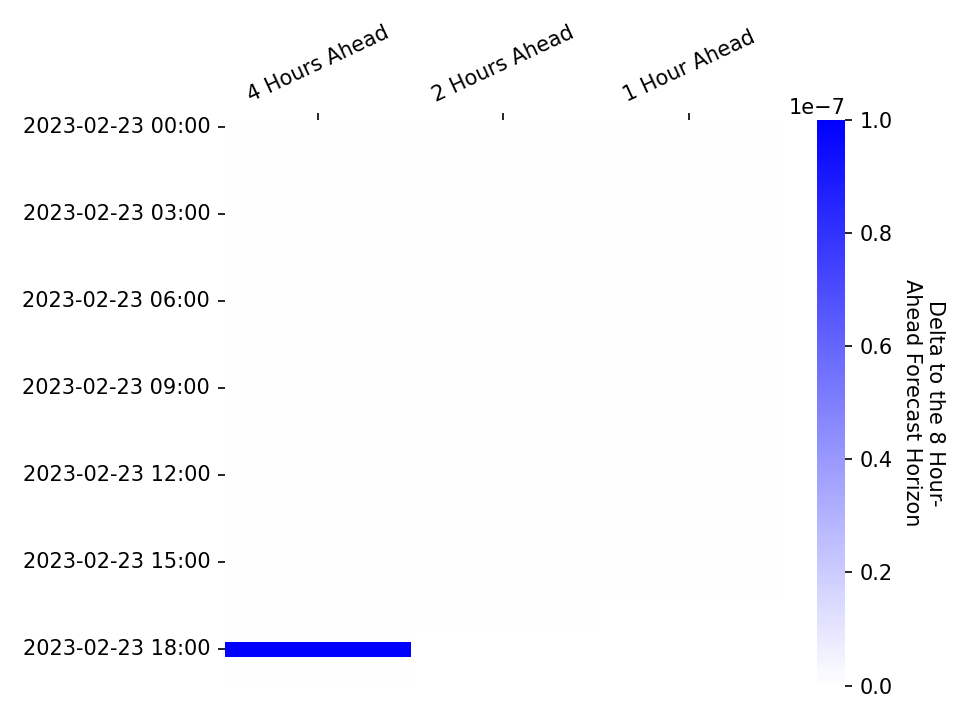 4 Hours Ahead
2 Hours Ahead
1 Hour Ahead
1e−7
2023-02-23 00:00
2023-02-23 03:00
2023-02-23 06:00
2023-02-23 09:00
2023-02-23 12:00
2023-02-23 15:00
2023-02-23 18:00
1.0
0.8
0.6
0.4
0.2
0.0
Delta to the 8 Hour-
Ahead Forecast Horizon